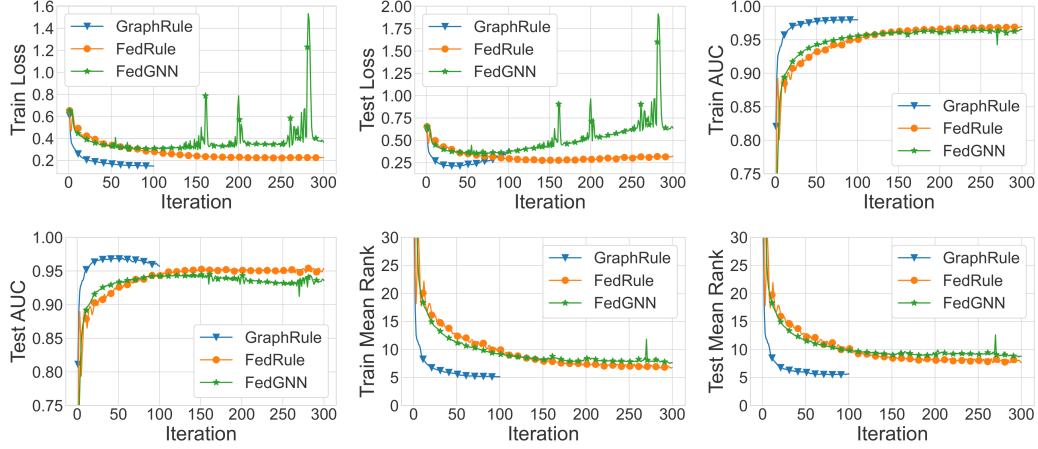 Train Loss
1.6
1.4
1.2
1.0
0.8
0.6
0.4
0.2
GraphRule
FedRule
FedGNN
0 50 100 150 200 250 300
Iteration
Test Loss
2.00
1.75
1.50
1.25
1.00
0.75
0.50
0.25
GraphRule
FedRule
FedGNN
0 50 100 150 200 250 300
Iteration
Train AUC
1.00
0.95
0.90
0.85
0.80
0.75
GraphRule
FedRule
FedGNN
0 50 100 150 200 250 300
Iteration
Test AUC
1.00
0.95
0.90
0.85
0.80
0.75
GraphRule
FedRule
FedGNN
0 50 100 150 200 250 300
Iteration
Train Mean Rank
30
25
20
15
10
5
0
GraphRule
FedRule
FedGNN
0 50 100 150 200 250 300
Iteration
Test Mean Rank
30
25
20
15
10
5
0
GraphRule
FedRule
FedGNN
0 50 100 150 200 250 300
Iteration